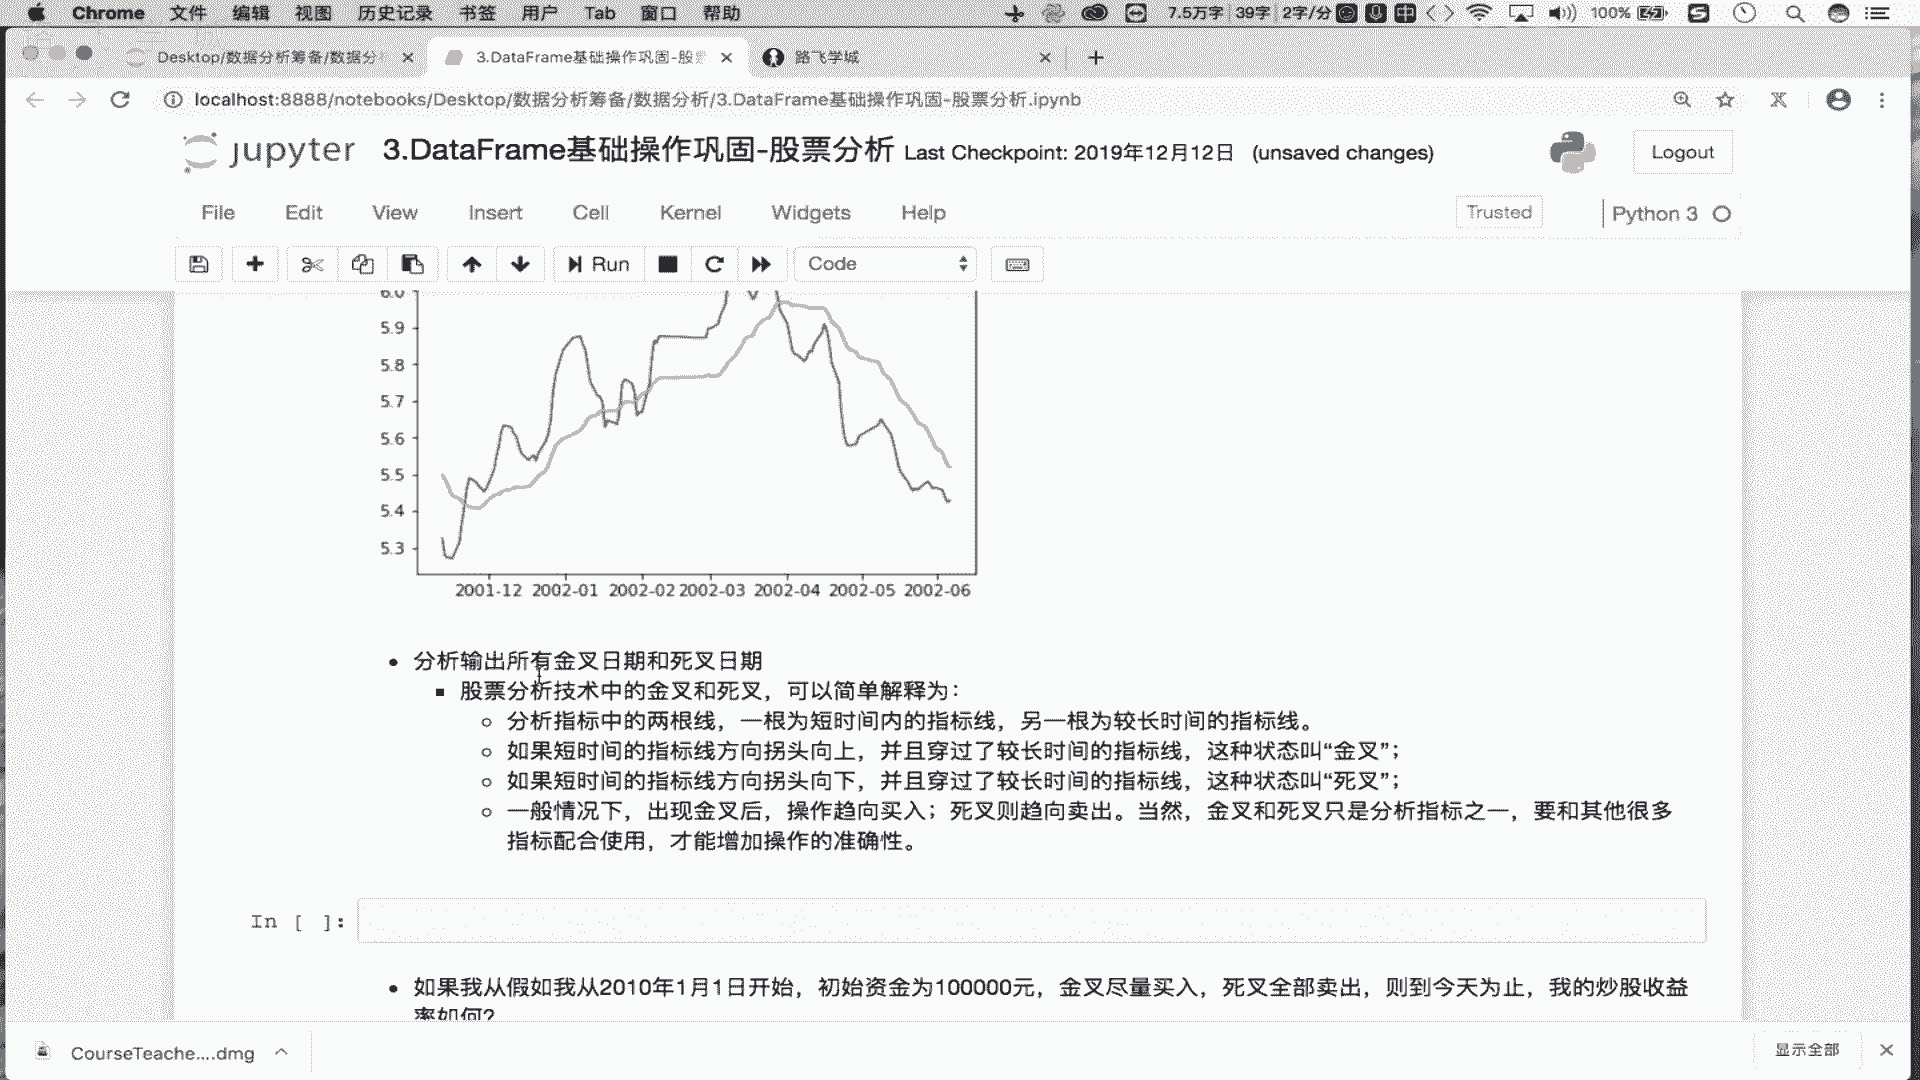 Chrome 文件 编辑 视图 历史记录 书签 用户 Tab 窗口 帮助 7.5万字 39字 2字/分 中 100%
Desktop/数据分析筹备/数据分 3.DataFrame基础操作巩固-股 路飞学城
localhost:8888/notebooks/Desktop/数据分析筹备/数据分析/3.DataFrame基础操作巩固-股票分析.ipynb
jupyter 3.DataFrame基础操作巩固-股票分析 Last Checkpoint: 2019年12月12日 (unsaved changes) Logout
File Edit View Insert Cell Kernel Widgets Help Trusted Python 3
Run Code
6.0
5.9
5.8
5.7
5.6
5.5
5.4
5.3
2001-12 2002-01 2002-02 2002-03 2002-04 2002-05 2002-06
分析输出所有金叉日期和死叉日期
股票分析技术中的金叉和死叉，可以简单解释为：
分析指标中的两根线，一根为短时间内的指标线，另一根为较长时间的指标线。
如果短时间的指标线方向拐头向上，并且穿过了较长时间的指标线，这种状态叫“金叉”；
如果短时间的指标线方向拐头向下，并且穿过了较长时间的指标线，这种状态叫“死叉”；
一般情况下，出现金叉后，操作趋向买入；死叉则趋向卖出。当然，金叉和死叉只是分析指标之一，要和其他很多
指标配合使用，才能增加操作的准确性。
In [ ]:
如果我从假如我从2010年1月1日开始，初始资金为100000元，金叉尽量买入，死叉全部卖出，则到今天为止，我的炒股收益
率如何？
CourseTeache....dmg 显示全部